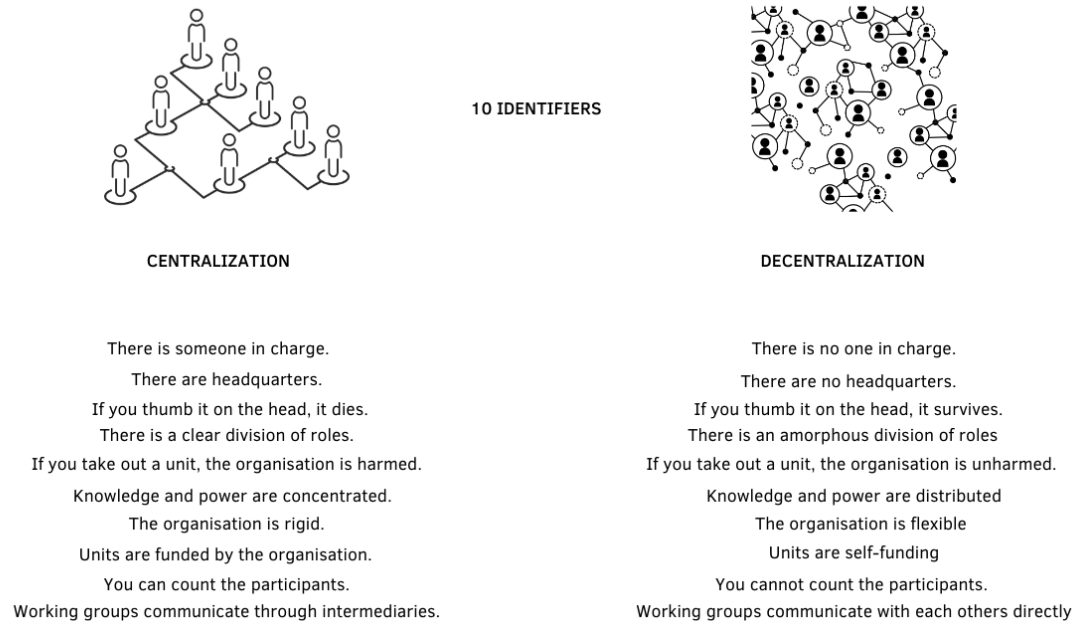 10 IDENTIFIERS
CENTRALIZATION
There is someone in charge.
There are headquarters.
If you thumb it on the head, it dies.
There is a clear division of roles.
If you take out a unit, the organisation is harmed.
Knowledge and power are concentrated.
The organisation is rigid.
Units are funded by the organisation.
You can count the participants.
Working groups communicate through intermediaries.
DECENTRALIZATION
There is no one in charge.
There are no headquarters.
If you thumb it on the head, it survives.
There is an amorphous division of roles
If you take out a unit, the organisation is unharmed.
Knowledge and power are distributed
The organisation is flexible
Units are self-funding
You cannot count the participants.
Working groups communicate with each others directly